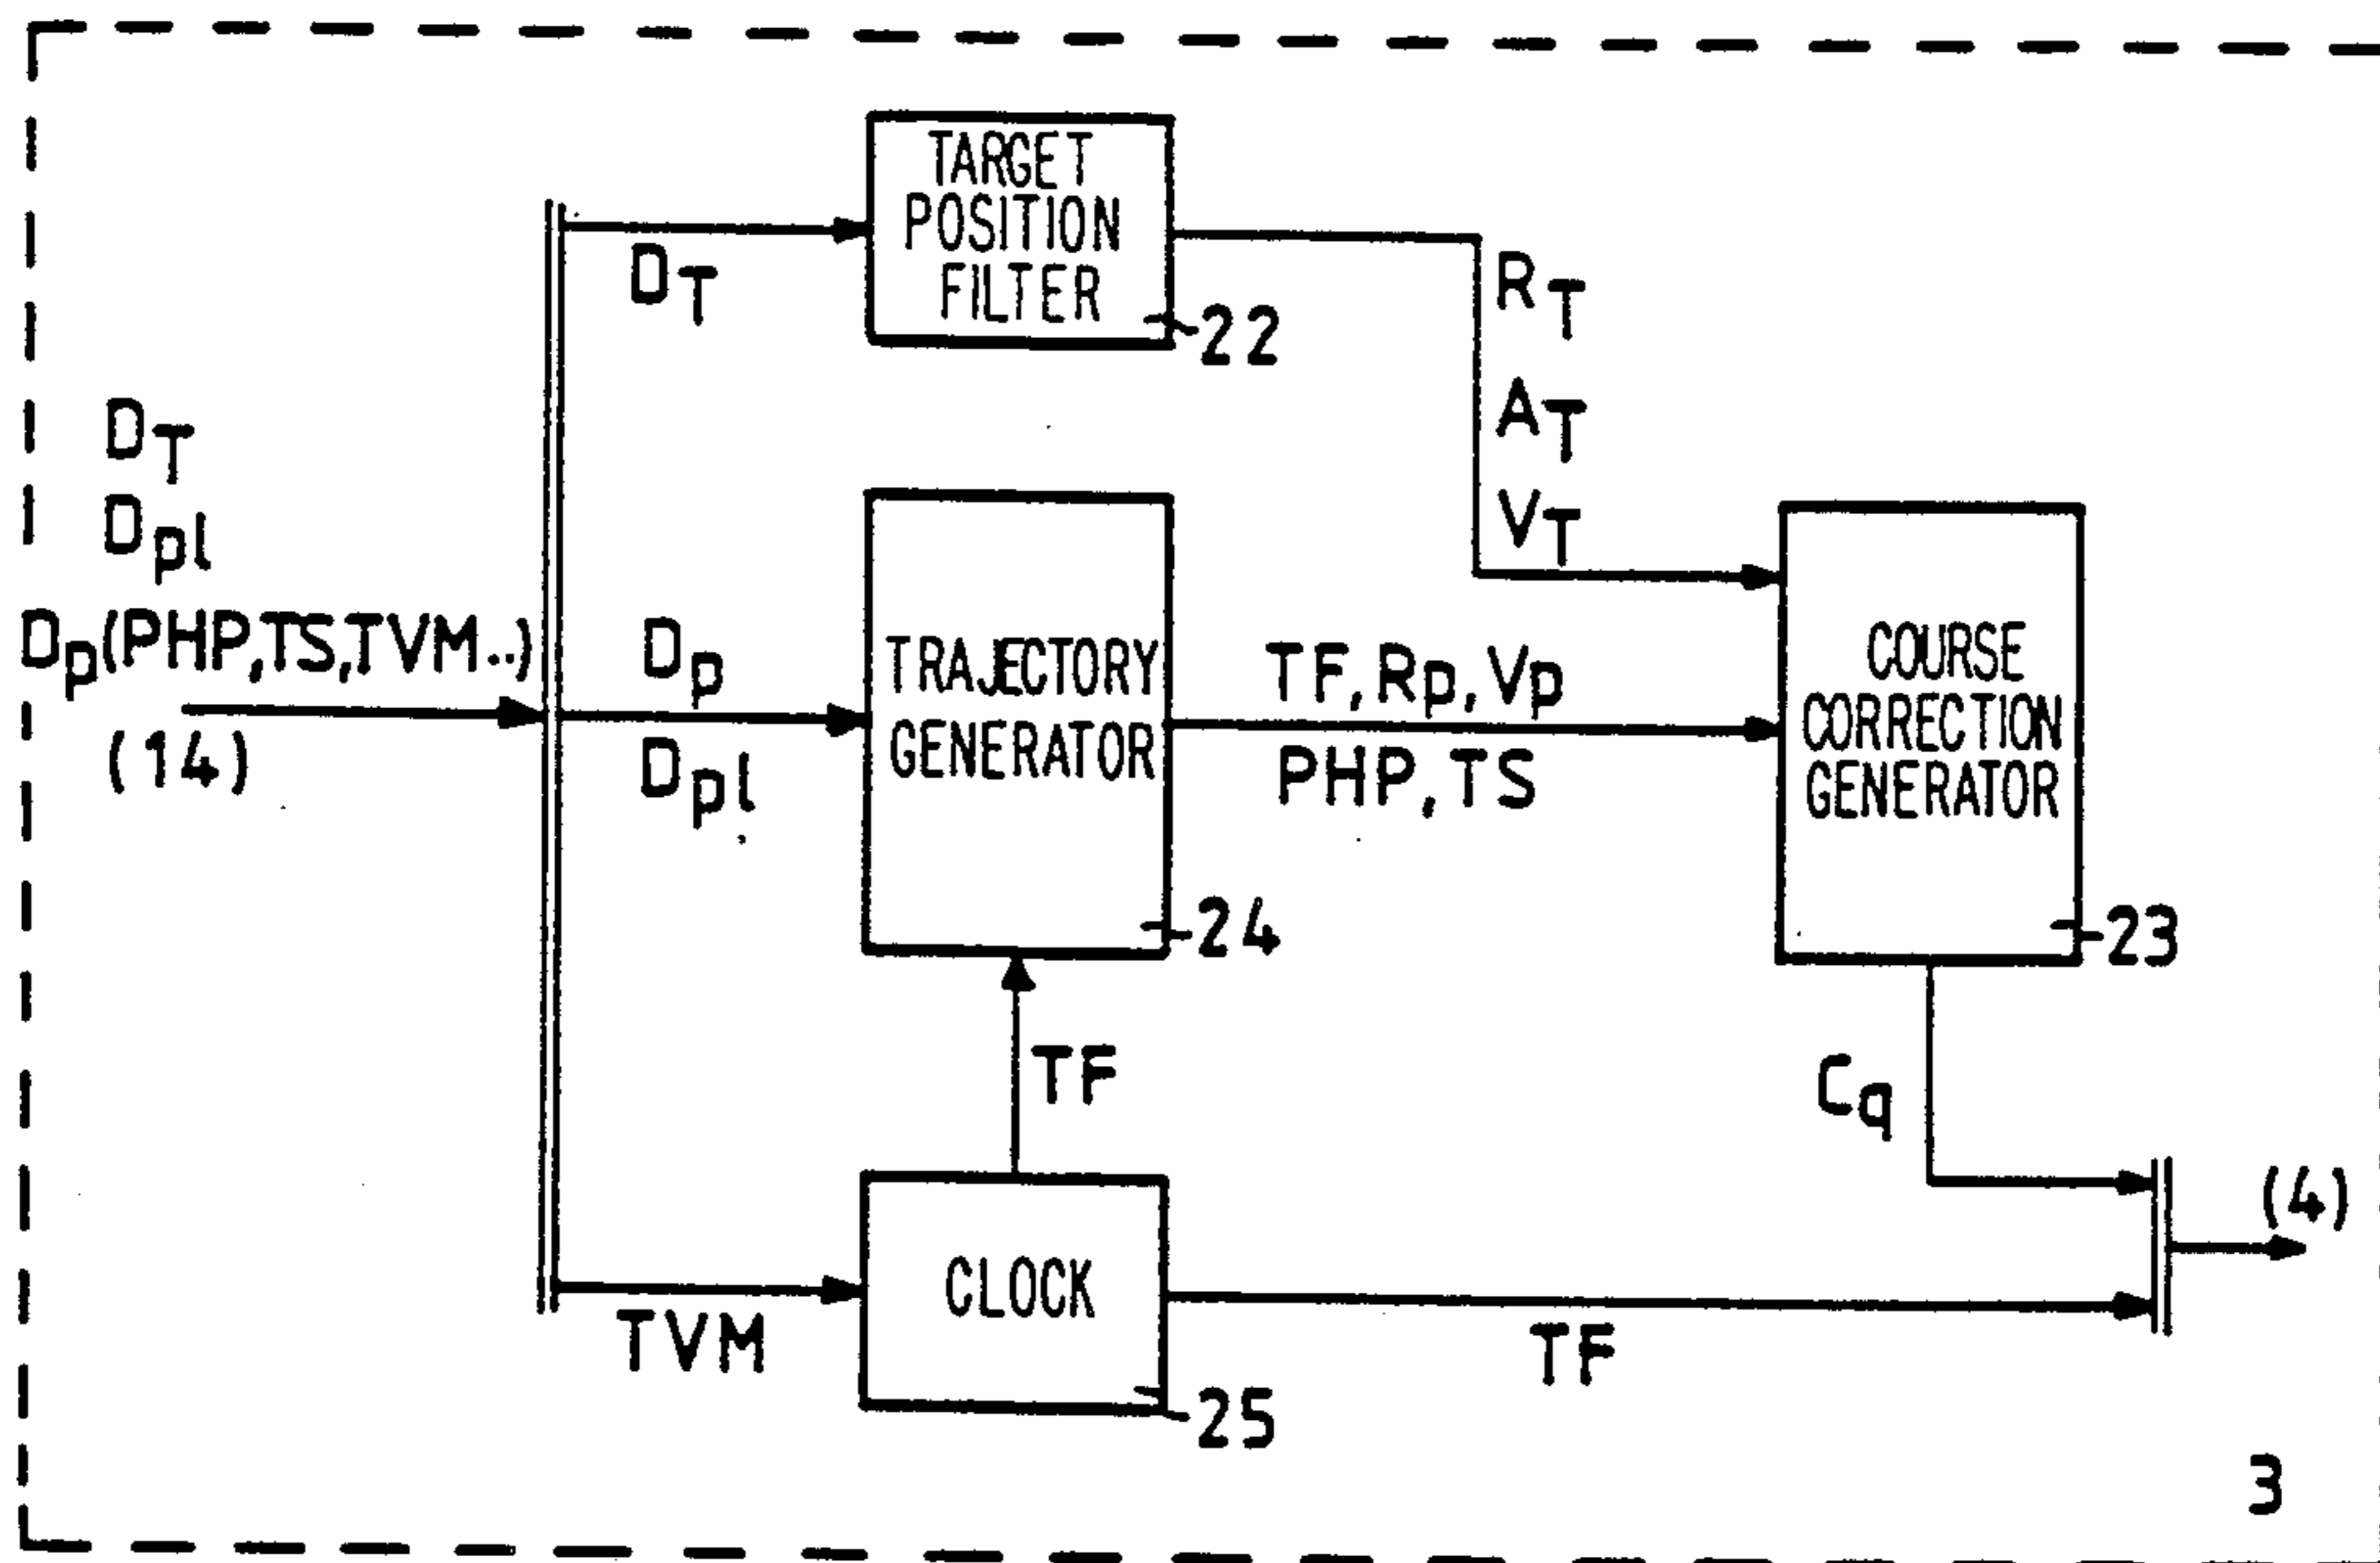 TARGET
POSITION
FILTER
22
DT
RT
AT
VT
DT
Dpl
Dp(PHP,TS,TVM..)
(14)
Dp
Dpl
TRAJECTORY
GENERATOR
24
TF,Rp,Vp
PHP,TS
COURSE
CORRECTION
GENERATOR
23
TF
Cq
(4)
CLOCK
25
TVM
TF
3